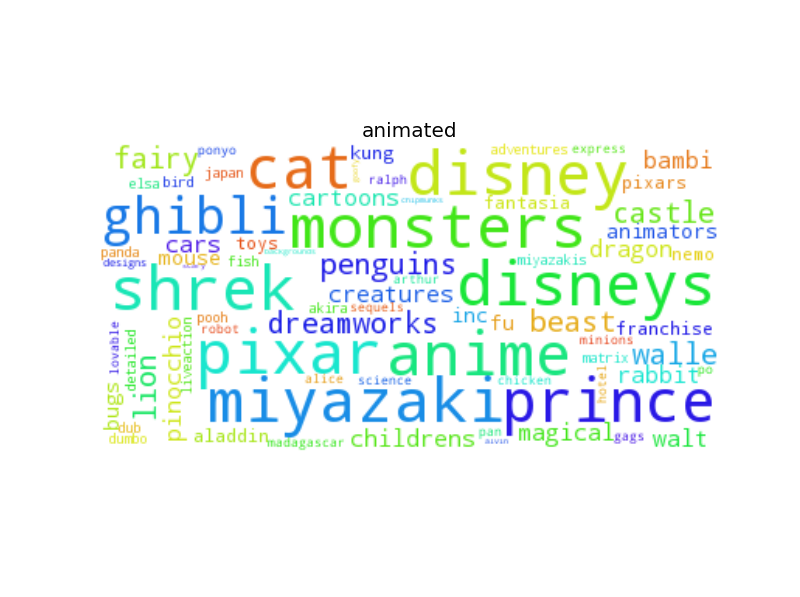 animated
fairy
ponyo
cat
kung
disney
adventures
express
bambi
japan
elsa
bird
ralph
pixars
cartoons
chipmunks
fantasia
castle
ghibli
monsters
animators
cars
toys
backgrounds
dragon
nemo
panda
designs
mouse
fish
penguins
arthur
miyazakis
shrek
creatures
disneys
akira
sequels
pooh
robot
dreamworks
inc
fu
beast
franchise
lovable
detailed
lion
pinocchio
liveaction
pixar
anime
minions
matrix
walle
alice
science
chicken
hotel
rabbit
po
bugs
miyazaki
prince
dub
dumbo
aladdin
madagascar
childrens
pan
alvin
magical
gags
walt